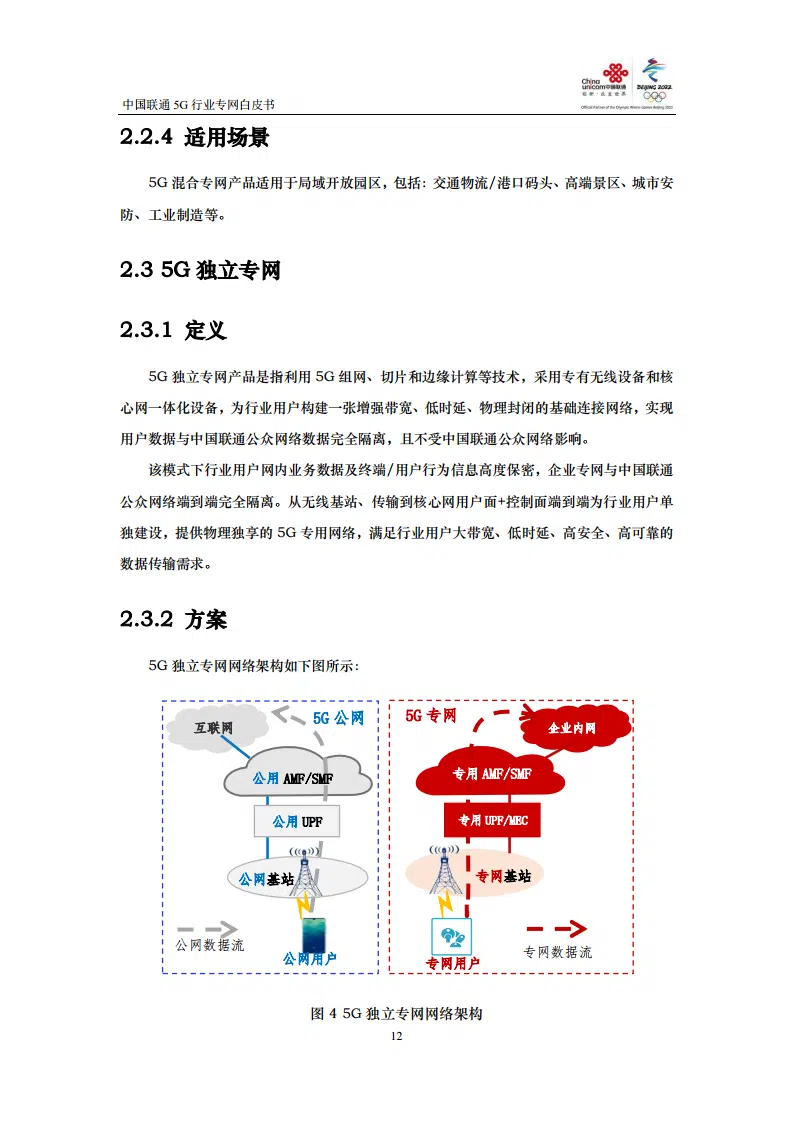 中国联通 5G 行业专网白皮书
China
unicom中国联通
创新·改变世界
BEIJING 2022
Official Partner of the Olympic Winter Games Beijing 2022
2.2.4 适用场景
5G 混合专网产品适用于局域开放园区，包括：交通物流/港口码头、高端景区、城市安
防、工业制造等。
2.3 5G 独立专网
2.3.1 定义
5G 独立专网产品是指利用 5G 组网、切片和边缘计算等技术，采用专有无线设备和核
心网一体化设备，为行业用户构建一张增强带宽、低时延、物理封闭的基础连接网络，实现
用户数据与中国联通公众网络数据完全隔离，且不受中国联通公众网络影响。
该模式下行业用户网内业务数据及终端/用户行为信息高度保密，企业专网与中国联通
公众网络端到端完全隔离。从无线基站、传输到核心网用户面+控制面端到端为行业用户单
独建设，提供物理独享的 5G 专用网络，满足行业用户大带宽、低时延、高安全、高可靠的
数据传输需求。
2.3.2 方案
5G 独立专网网络架构如下图所示：
互联网
5G 公网
公用 AMF/SMF
公用 UPF
公网基站
公网数据流
公网用户
5G 专网
企业内网
专用 AMF/SMF
专用 UPF/MEC
专网基站
专网用户
专网数据流
图 4 5G 独立专网网络架构
12